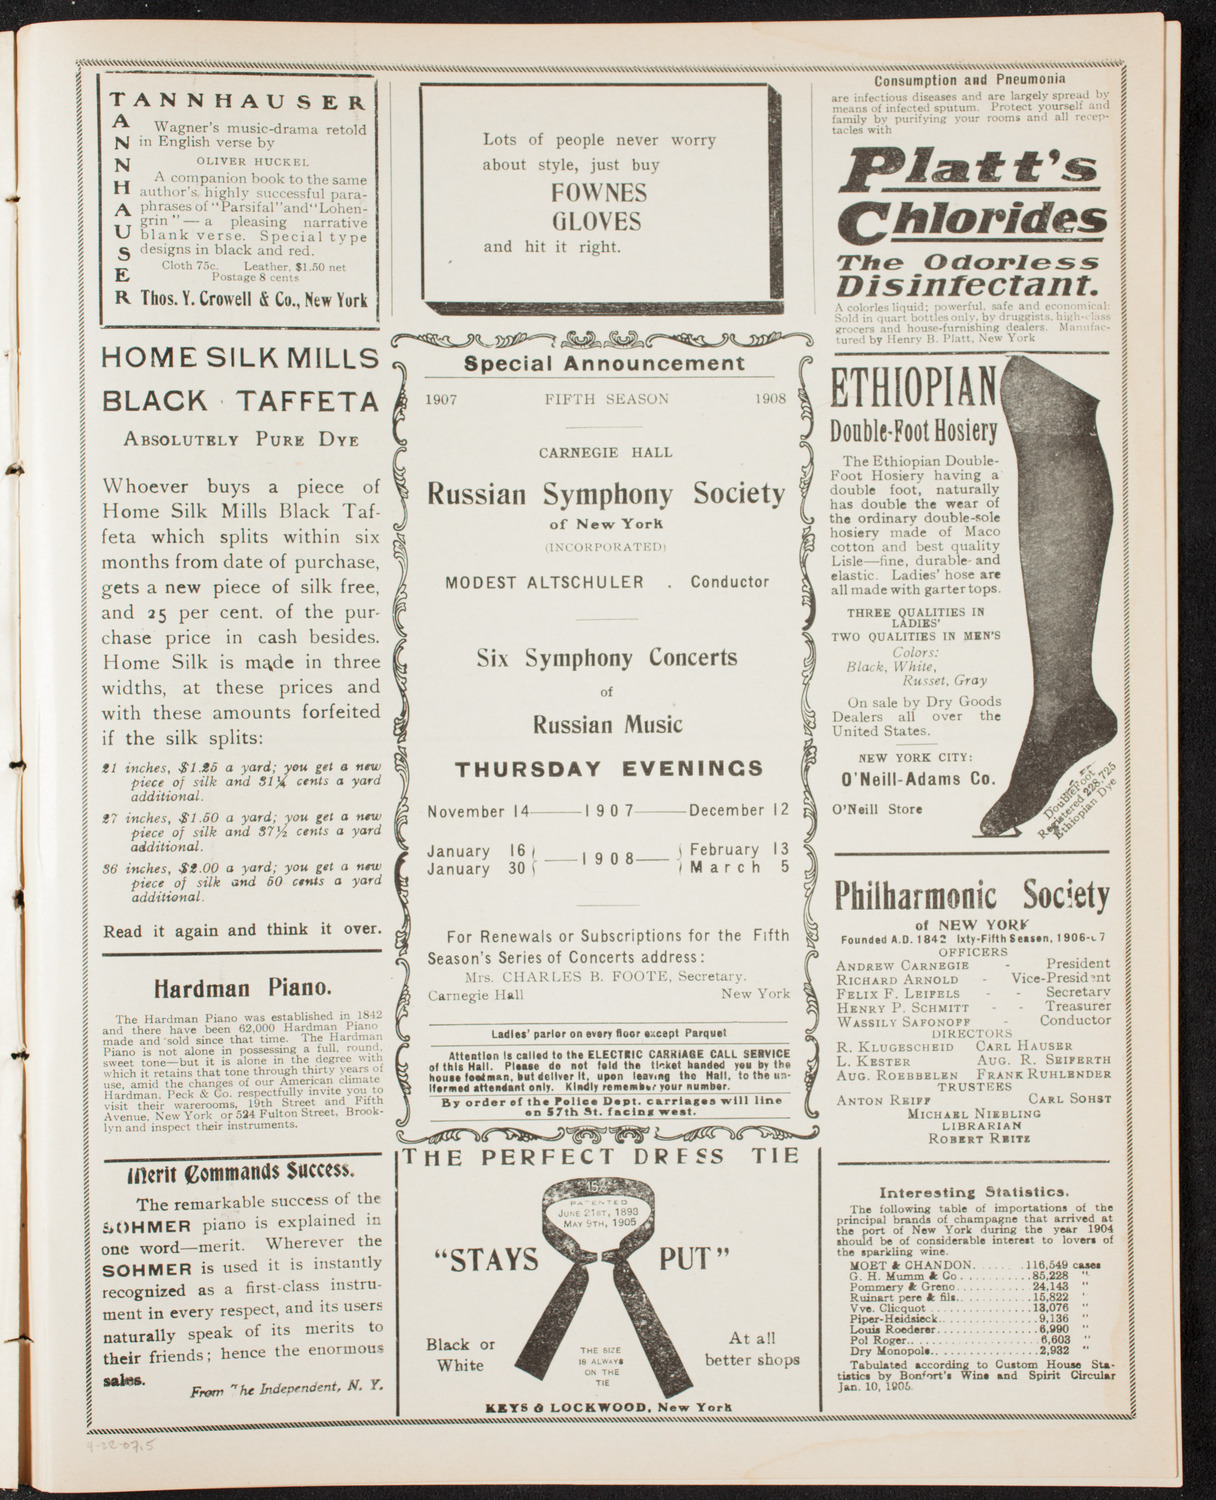 TANNHAUSER
TANNHAUSER
Wagner's music-drama retold
in English verse by
OLIVER HUCKEL
A companion book to the same
author's highly successful para-
phrases of "Parsifal" and "Lohen-
grin" — a pleasing narrative
blank verse. Special type
designs in black and red.
Cloth 75c. Leather, $1.50 net
Postage 8 cents
Thos. Y. Crowell & Co., New York
HOME SILK MILLS
BLACK TAFFETA
ABSOLUTELY PURE DYE
Whoever buys a piece of
Home Silk Mills Black Taf-
feta which splits within six
months from date of purchase,
gets a new piece of silk free,
and 25 per cent. of the pur-
chase price in cash besides.
Home Silk is made in three
widths, at these prices and
with these amounts forfeited
if the silk splits:
21 inches, $1.25 a yard; you get a new
piece of silk and 31¼ cents a yard
additional.
27 inches, $1.50 a yard; you get a new
piece of silk and 37½ cents a yard
additional.
36 inches, $2.00 a yard; you get a new
piece of silk and 50 cents a yard
additional.
Read it again and think it over.
Hardman Piano.
The Hardman Piano was established in 1842
and there have been 62,000 Hardman Piano
made and sold since that time. The Hardman
Piano is not alone in possessing a full, round,
sweet tone—but it is alone in the degree with
which it retains that tone through thirty years of
use, amid the changes of our American climate
Hardman, Peck & Co. respectfully invite you to
visit their warerooms, 19th Street and Fifth
Avenue, New York or 524 Fulton Street, Brook-
lyn and inspect their instruments.
Merit Commands Success.
The remarkable success of the
SOHMER piano is explained in
one word—merit. Wherever the
SOHMER is used it is instantly
recognized as a first-class instru-
ment in every respect, and its users
naturally speak of its merits to
their friends; hence the enormous
sales.
From The Independent, N. Y.
Lots of people never worry
about style, just buy
FOWNES
GLOVES
and hit it right.
Special Announcement
1907 FIFTH SEASON 1908
CARNEGIE HALL
Russian Symphony Society
of New York
(INCORPORATED)
MODEST ALTSCHULER . Conductor
Six Symphony Concerts
of
Russian Music
THURSDAY EVENINGS
November 14——1907——December 12
January 16 } —1908— { February 13
January 30 } { March 5
For Renewals or Subscriptions for the Fifth
Season's Series of Concerts address:
Mrs. CHARLES B. FOOTE, Secretary.
Carnegie Hall New York
Ladies' parlor on every floor except Parquet
Attention is called to the ELECTRIC CARRIAGE CALL SERVICE
of this Hall. Please do not fold the ticket handed you by the
house footman, but deliver it, upon leaving the Hall, to the un-
iformed attendant only. Kindly remember your number.
By order of the Police Dept. carriages will line
on 57th St. facing west.
THE PERFECT DRESS TIE
15½
PATENTED
JUNE 21ST, 1893
MAY 9TH, 1905
"STAYS PUT"
Black or
White
THE SIZE
IS ALWAYS
ON THE
TIE
At all
better shops
KEYS & LOCKWOOD, New York
Consumption and Pneumonia
are infectious diseases and are largely spread by
means of infected sputum. Protect yourself and
family by purifying your rooms and all recep-
tacles with
Platt's
Chlorides
The Odorless
Disinfectant.
A colorles liquid; powerful, safe and economical:
Sold in quart bottles only, by druggists, high-class
grocers and house-furnishing dealers. Manufac-
tured by Henry B. Platt, New York
ETHIOPIAN
Double-Foot Hosiery
The Ethiopian Double-
Foot Hosiery having a
double foot, naturally
has double the wear of
the ordinary double-sole
hosiery made of Maco
cotton and best quality
Lisle—fine, durable- and
elastic. Ladies' hose are
all made with garter tops.
THREE QUALITIES IN
LADIES'
TWO QUALITIES IN MEN'S
Colors:
Black, White,
Russet, Gray
On sale by Dry Goods
Dealers all over the
United States.
NEW YORK CITY:
O'Neill-Adams Co.
O'Neill Store
DoubleFoot
Registered 228,725
Ethiopian Dye
Philharmonic Society
of NEW YORK
Founded A.D. 1842 Ixty-Fifth Season, 1906- 7
OFFICERS
ANDREW CARNEGIE - President
RICHARD ARNOLD - Vice-President
FELIX F. LEIFELS - - Secretary
HENRY P. SCHMITT - - Treasurer
WASSILY SAFONOFF - Conductor
DIRECTORS
R. KLUGESCHEID CARL HAUSER
L. KESTER AUG. R. SEIFERTH
AUG. ROEBBELEN FRANK RUHLENDER
TRUSTEES
ANTON REIFF CARL SOHST
MICHAEL NIEBLING
LIBRARIAN
ROBERT REITZ
Interesting Statistics.
The following table of importations of the
principal brands of champagne that arrived at
the port of New York during the year 1904
should be of considerable interest to lovers of
the sparkling wine.
MOET & CHANDON.......116,549 cases
G. H. Mumm & Co...........85,228 "
Pommery & Greno...........24,143 "
Ruinart pere & fils...........15,822 "
Vve. Clicquot ...............13,076 "
Piper-Heidsieck...............9,136 "
Louis Roederer...............6,990 "
Pol Roger....................6,603 "
Dry Monopole................2,932 "
Tabulated according to Custom House Sta-
tistics by Bonfort's Wine and Spirit Circular
Jan. 10, 1905.
4-22-07.5